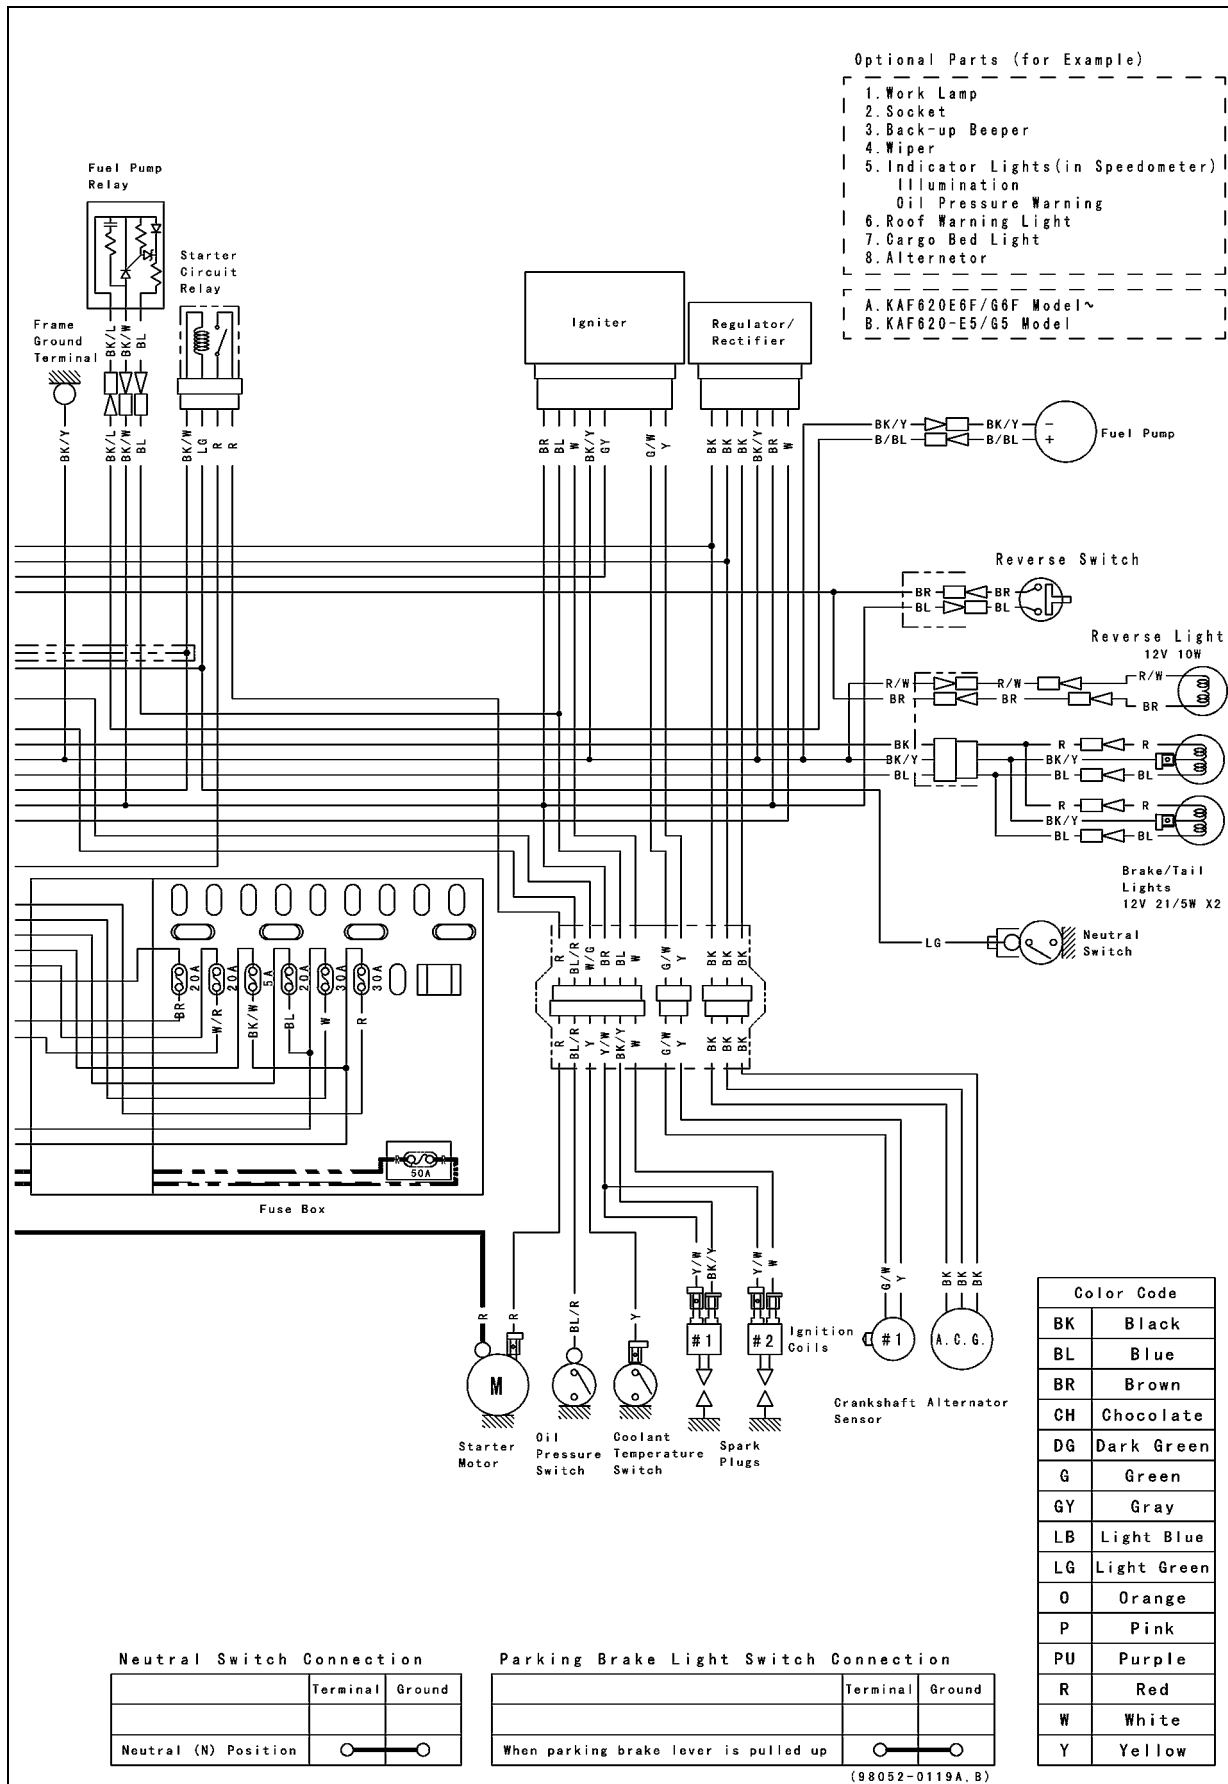 Optional Parts (for Example)
1.Work Lamp
2.Socket
3.Back-up Beeper
4.Wiper
5.Indicator Lights(in Speedometer)
Illumination
Oil Pressure Warning
6.Roof Warning Light
7.Cargo Bed Light
8.Alternetor
A.KAF620E6F/G6F Model~
B.KAF620-E5/G5 Model
Fuel Pump
Relay
Starter
Circuit
Relay
Frame
Ground
Terminal
Igniter
Regulator/
Rectifier
BK/L
BK/W
BL
BK/Y
BK/L
BK/W
BL
BK/W
LG
R
R
BR
BL
W
BK/Y
GY
G/W
Y
BK
BK
BK
BK/Y
BR
W
BK/Y
BK/Y
B/BL
B/BL
-
+
Fuel Pump
Reverse Switch
BR
BR
BL
BL
Reverse Light
12V 10W
R/W
R/W
R/W
BR
BR
BR
BK
R
R
BK/Y
BK/Y
BL
BL
BL
R
R
BK/Y
BL
BL
Brake/Tail
Lights
12V 21/5W X2
LG
Neutral
Switch
20A
20A
5A
20A
30A
30A
BR
W/R
BK/W
BL
W
R
R
R
50A
Fuse Box
R
BL/R
W/G
BR
BL
W
G/W
Y
BK
BK
BK
R
BL/R
Y
Y/W
BK/Y
W
G/W
Y
BK
BK
BK
R
R
BL/R
Y
Y/W
BK/Y
Y/W
W
G/W
Y
BK
BK
BK
M
#1
#2
Ignition
Coils
#1
A.C.G.
Starter
Motor
Oil
Pressure
Switch
Coolant
Temperature
Switch
Spark
Plugs
Crankshaft
Sensor
Alternator
Color Code
BK Black
BL Blue
BR Brown
CH Chocolate
DG Dark Green
G Green
GY Gray
LB Light Blue
LG Light Green
O Orange
P Pink
PU Purple
R Red
W White
Y Yellow
Neutral Switch Connection
Terminal Ground
Neutral (N) Position
Parking Brake Light Switch Connection
Terminal Ground
When parking brake lever is pulled up
(98052-0119A,B)